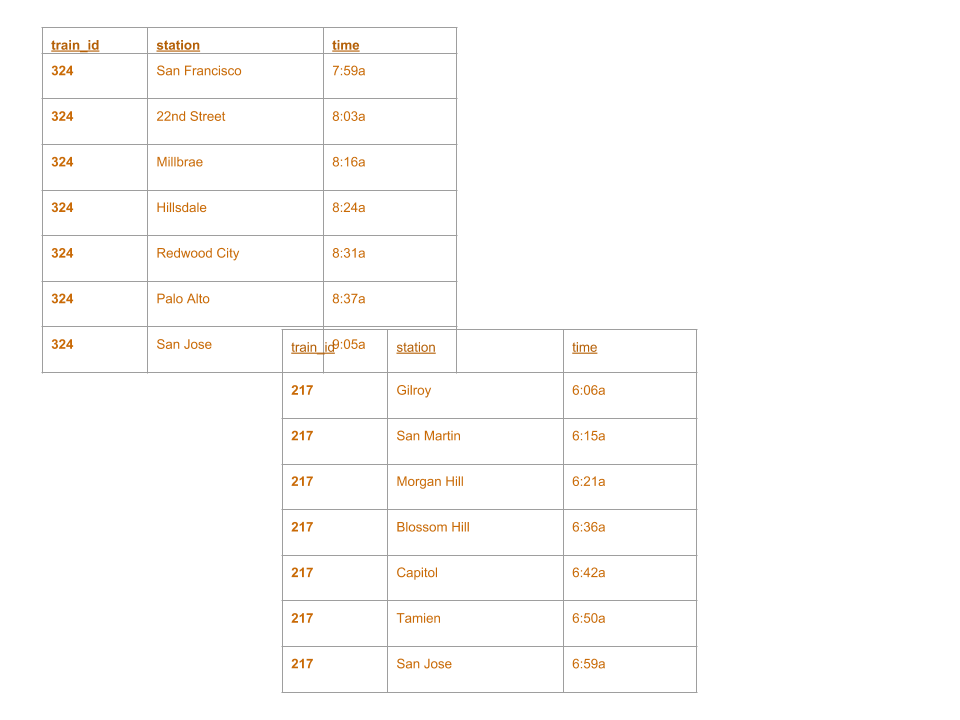 train_id station time
324 San Francisco 7:59a
324 22nd Street 8:03a
324 Millbrae 8:16a
324 Hillsdale 8:24a
324 Redwood City 8:31a
324 Palo Alto 8:37a
324 San Jose 9:05a
train_id station time
217 Gilroy 6:06a
217 San Martin 6:15a
217 Morgan Hill 6:21a
217 Blossom Hill 6:36a
217 Capitol 6:42a
217 Tamien 6:50a
217 San Jose 6:59a